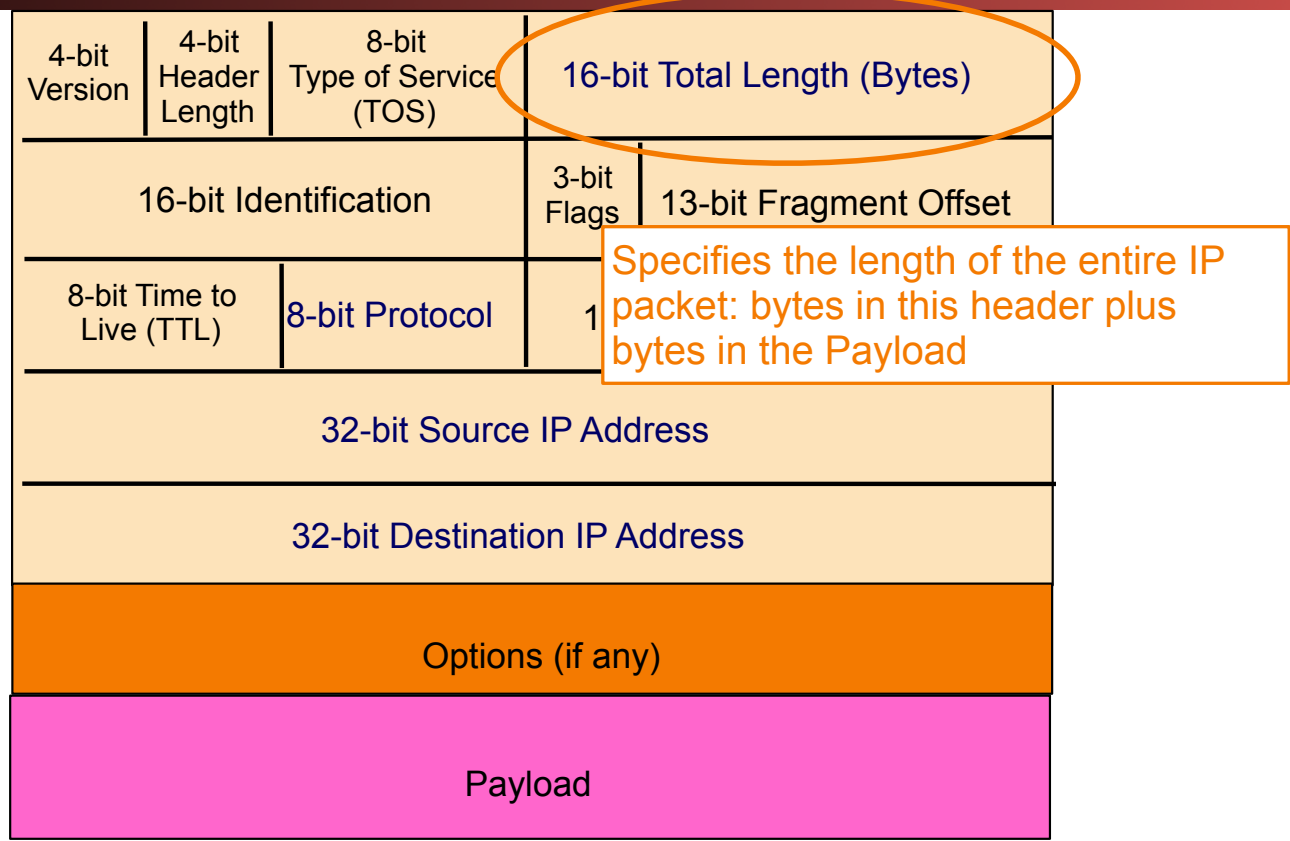 4-bit
Version
4-bit
Header
Length
8-bit
Type of Service
(TOS)
16-bit Total Length (Bytes)
16-bit Identification
3-bit
Flags
13-bit Fragment Offset
8-bit Time to
Live (TTL)
8-bit Protocol
1
Specifies the length of the entire IP
packet: bytes in this header plus
bytes in the Payload
32-bit Source IP Address
32-bit Destination IP Address
Options (if any)
Payload